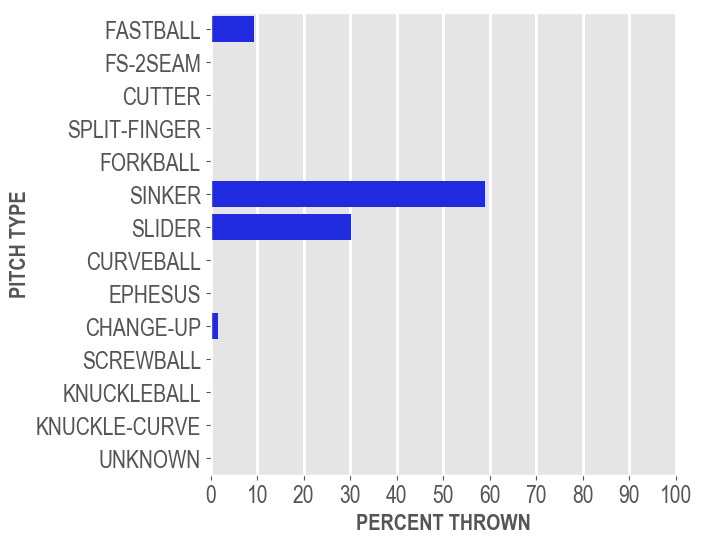 PITCH TYPE
FASTBALL
FS-2SEAM
CUTTER
SPLIT-FINGER
FORKBALL
SINKER
SLIDER
CURVEBALL
EPHESUS
CHANGE-UP
SCREWBALL
KNUCKLEBALL
KNUCKLE-CURVE
UNKNOWN
0 10 20 30 40 50 60 70 80 90 100
PERCENT THROWN